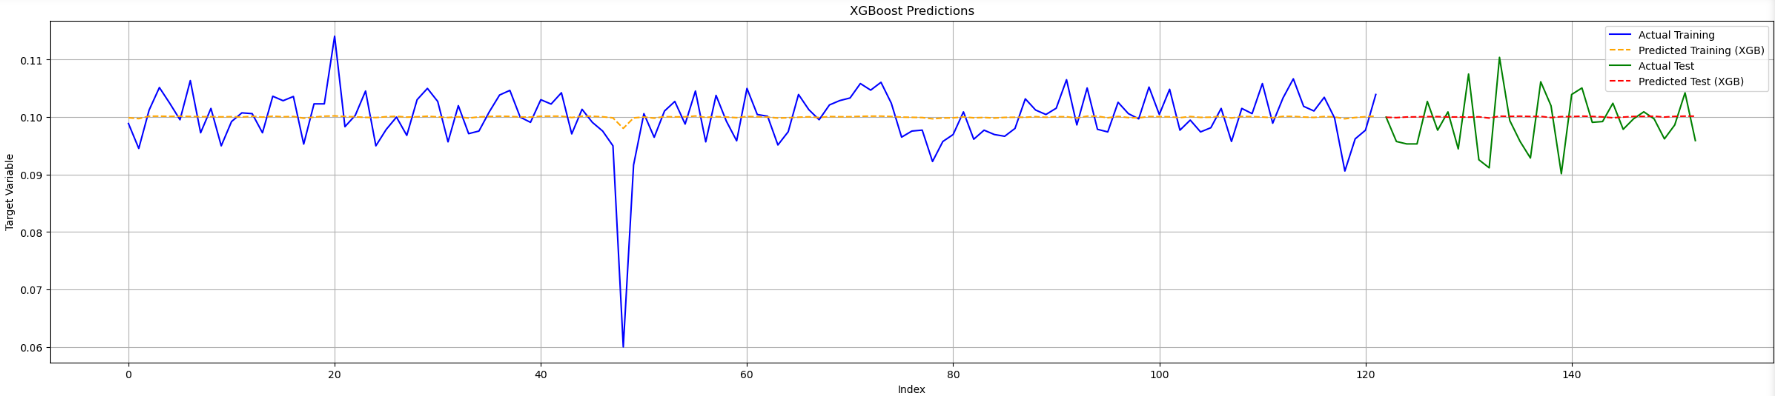 XGBoost Predictions
Actual Training
Predicted Training (XGB)
Actual Test
Predicted Test (XGB)
Target Variable
0.11
0.10
0.09
0.08
0.07
0.06
0 20 40 60 80 100 120 140
Index